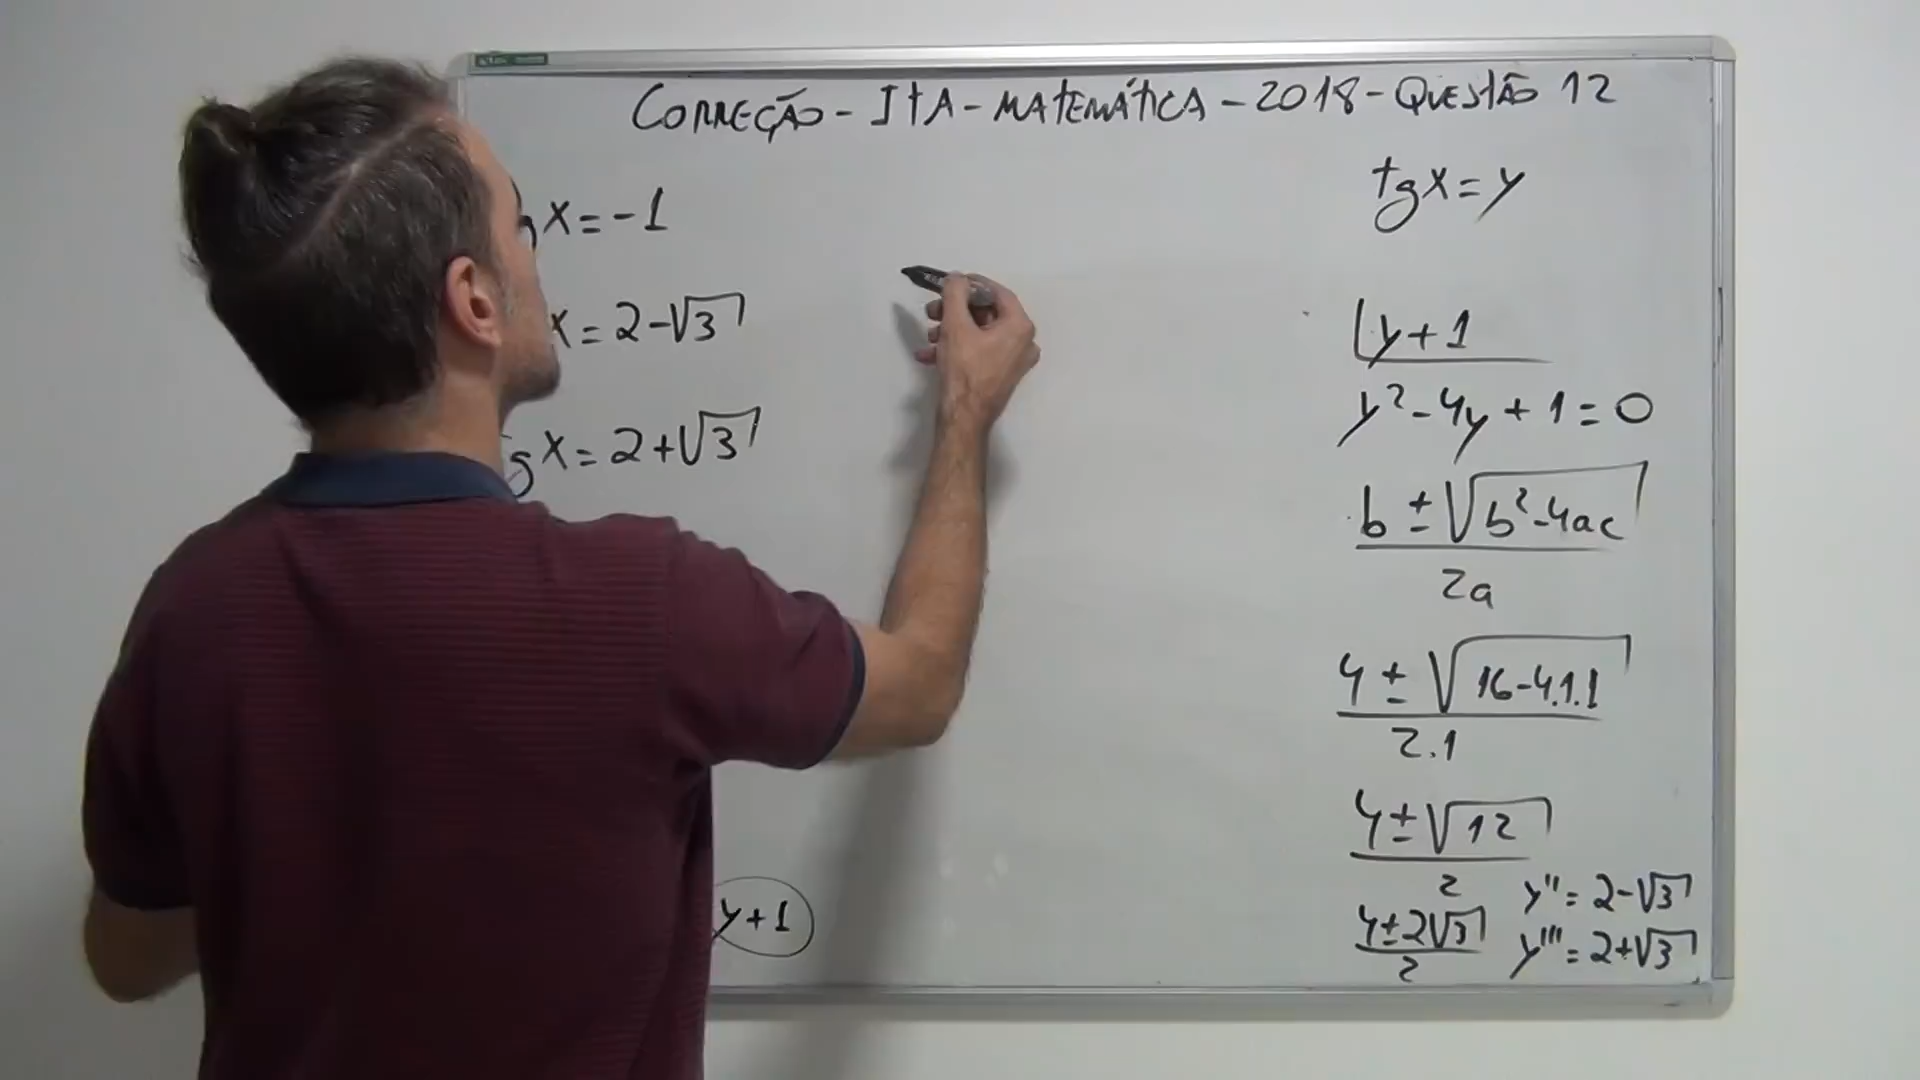 CORREÇÃO - ITA - MATEMÁTICA - 2018 - QUESTÃO 12
tgx = y
g x = -1
x = 2-√3
g x = 2+√3
y+1
y² - 4y + 1 = 0
b ± √b²-4ac
2a
4 ± √16-4.1.1
2.1
4 ± √12
2
4±2√3
2
y'' = 2-√3
y''' = 2+√3
y+1